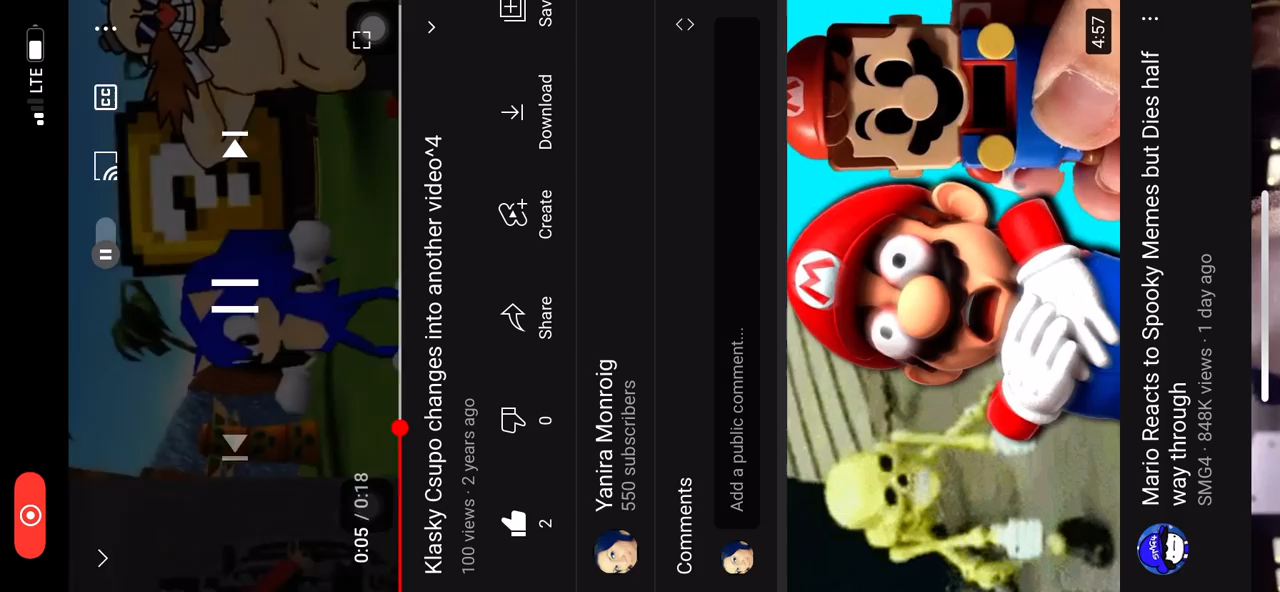 LTE
CC
0:05 / 0:18
Klasky Csupo changes into another video^4
100 views · 2 years ago
2
0
Share
Create
Download
Sav
Yanira Monroig
550 subscribers
Comments
Add a public comment...
M
4:57
Mario Reacts to Spooky Memes but Dies half
way through
SMG4 · 848K views · 1 day ago
SMG4